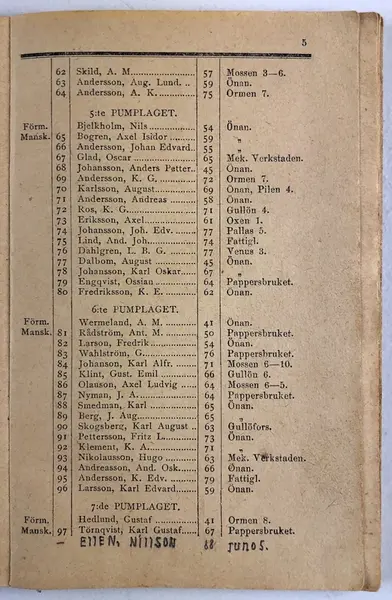 5
62 Skild, A. M. 57 Mossen 3—6.
63 Andersson, Aug. Lund. .. 59 Önan.
64 Andersson, A. K. 75 Ormen 7.
5:te PUMPLAGET.
Förm. Bjelkholm, Nils 54 Önan.
Mansk. 65 Bogren, Axel Isidor 59 „
66 Andersson, Johan Edvard.. 55 „
67 Glad, Oscar 65 Mek. Verkstaden.
68 Johansson, Anders Petter.. 45 Önan.
69 Andersson, K. G. 72 Ormen 7.
70 Karlsson, August 69 Önan, Pilen 4.
71 Andersson, Andreas 58 Önan.
72 Ros, K. G. 71 Gullön 4.
73 Eriksson, Axel 61 Oxen 1.
74 Johansson, Joh. Edv. 77 Pallas 5.
75 Lind, And. Joh. 74 Fattigl.
76 Dahlgren, L. B. G. 77 Venus 3.
77 Dalbom, August 45 Önan.
78 Johansson, Karl Oskar 67 „
79 Engqvist, Ossian 64 Pappersbruket.
80 Fredriksson, K. E. 62 Önan.
6:te PUMPLAGET.
Förm. Wermeland, A. M. 41 Önan.
Mansk. 81 Rådström, Ant. M. 50 Pappersbruket.
82 Larson, Fredrik 54 Önan.
83 Wahlström, G. 76 Pappersbruket.
84 Johanson, Karl Alfr. 71 Mossen 6—10.
85 Klint, Gust. Emil 66 Gullön 6.
86 Olauson, Axel Ludvig 64 Mossen 6—5.
87 Nyman, J. A. 64 Pappersbruket.
88 Smedman, Karl 65 Önan.
89 Berg, J. Aug. 65 „
90 Skogsberg, Karl August .. 63 Gullöfors.
91 Pettersson, Fritz L. 73 Önan.
92 Klement, K. A. 71 „
93 Nikolausson, Hugo 63 Mek. Verkstaden.
94 Andreasson, And. Osk. 66 Önan.
95 Andersson, K. Edv. 79 Fattigl.
96 Larsson, Karl Edvard 59 Önan.
7:de PUMPLAGET.
Förm. Hedlund, Gustaf 41 Ormen 8.
Mansk. 97 Törnqvist, Karl Gustaf 67 Pappersbruket.
— Ellen, Nilsson 68